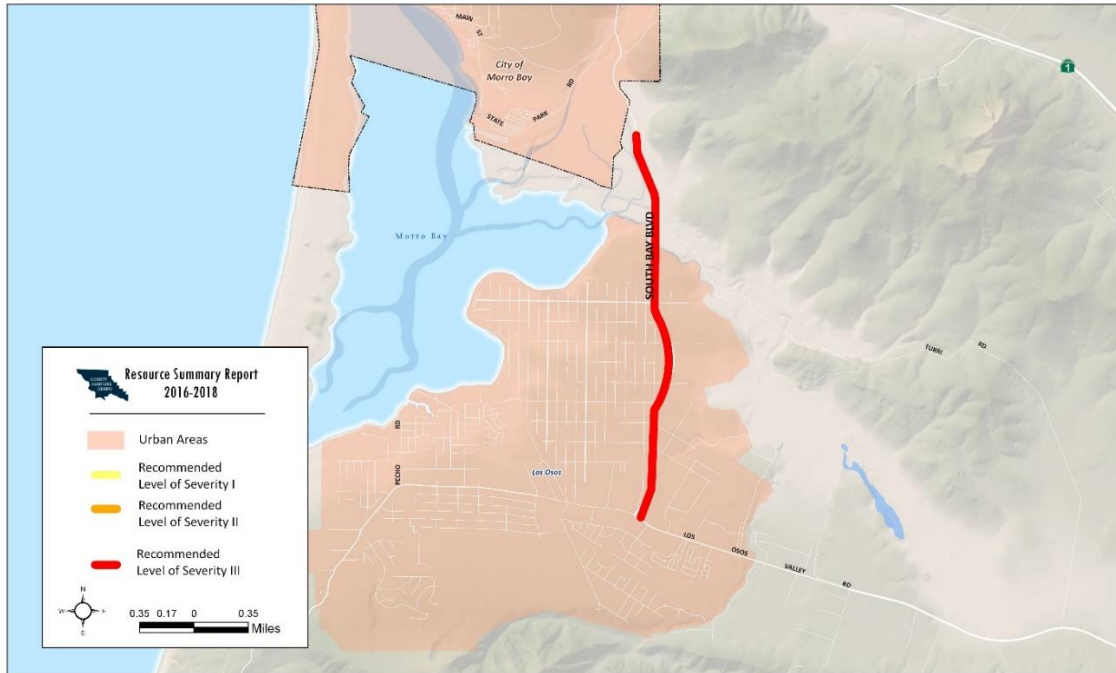 MAIN
ST
City of
Morro Bay
RD
STATE
PARK
1
Morro Bay
SOUTH BAY BLVD
TURRI
RD
PECHO
RD
Los Osos
LOS
OSOS
VALLEY
RD
Resource Summary Report
2016-2018
Urban Areas
Recommended
Level of Severity I
Recommended
Level of Severity II
Recommended
Level of Severity III
N
W
E
S
0.35 0.17 0 0.35
Miles